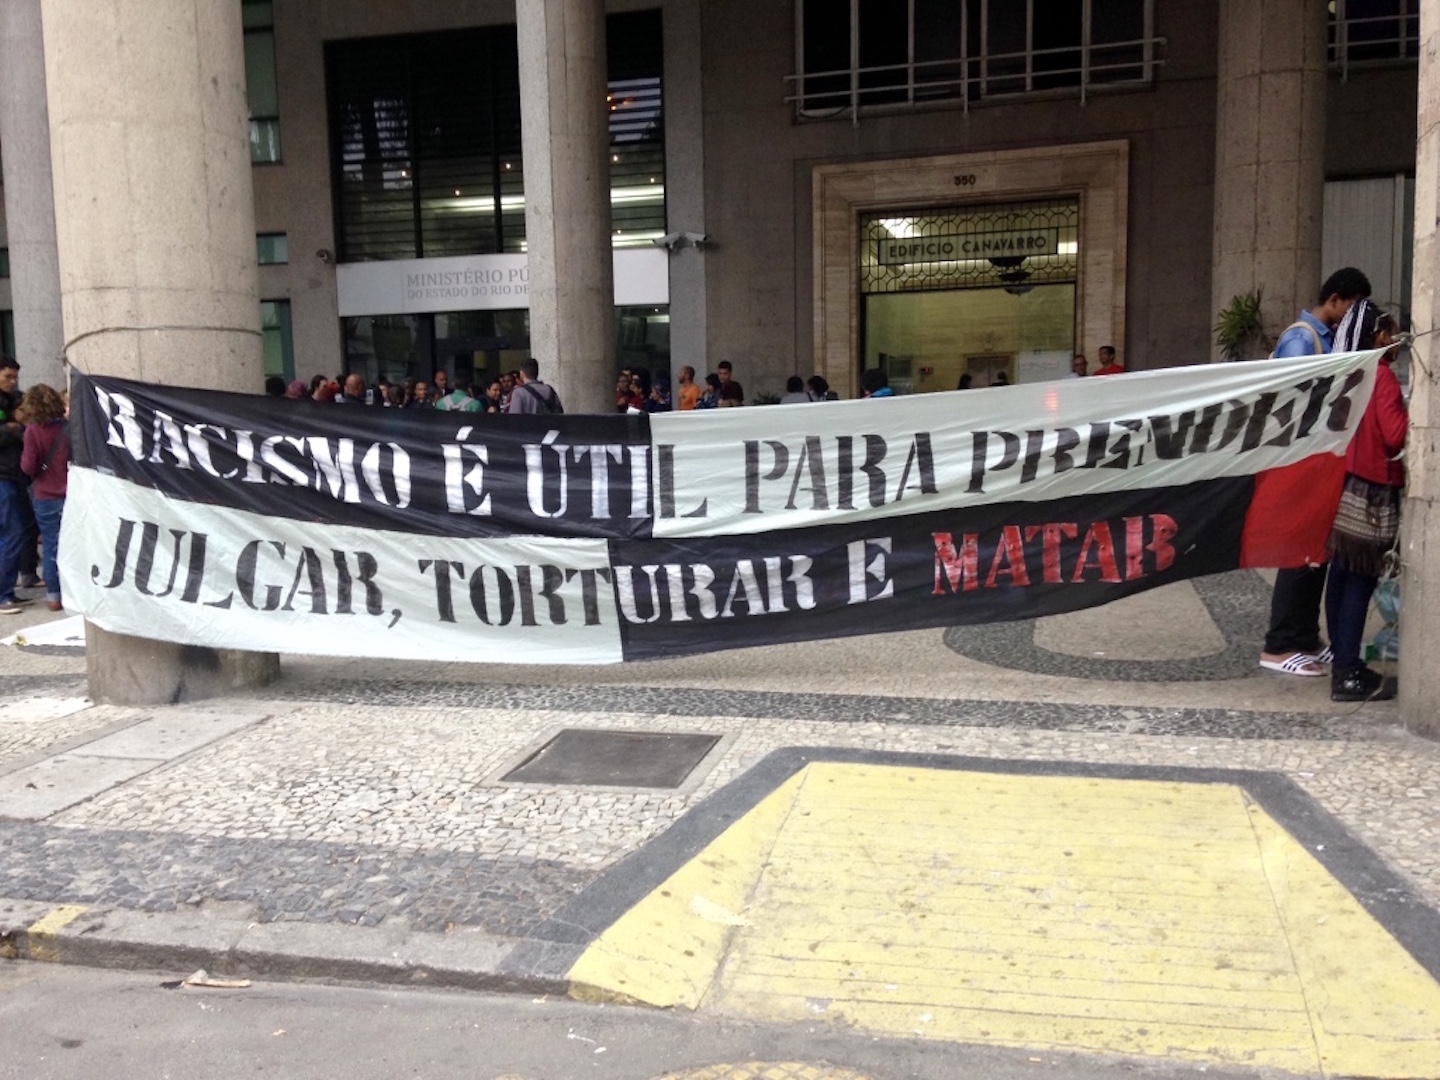 550
EDIFICIO CANAVARRO
MINISTÉRIO PÚ
DO ESTADO DO RIO DE
RACISMO É ÚTIL PARA PRENDER
JULGAR, TORTURAR E MATAR